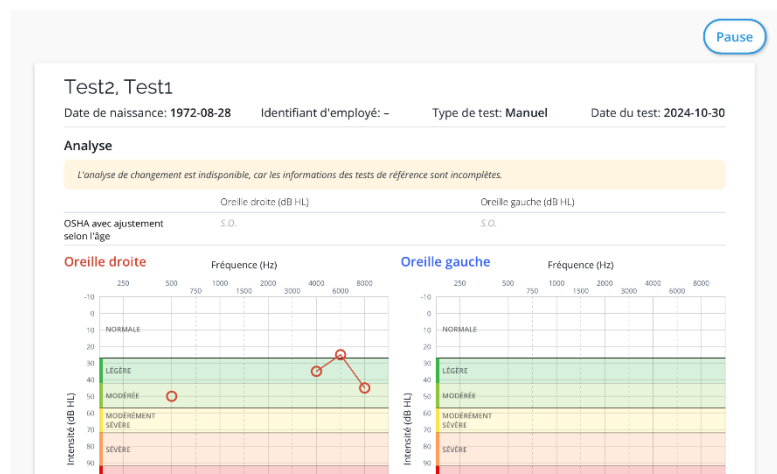 Pause
Test2, Test1
Date de naissance: 1972-08-28 Identifiant d'employé: – Type de test: Manuel Date du test: 2024-10-30
Analyse
L'analyse de changement est indisponible, car les informations des tests de référence sont incomplètes.
Oreille droite (dB HL) Oreille gauche (dB HL)
OSHA avec ajustement selon l'âge S.O. S.O.
Oreille droite
Fréquence (Hz)
250 500 1000 2000 4000 8000
750 1500 3000 6000
-10
0
10 NORMALE
20
30
LÉGÈRE
40
50 MODÉRÉE
60
MODÉRÉMENT
SÉVÈRE
70
80 SÉVÈRE
90
Intensité (dB HL)
Oreille gauche
Fréquence (Hz)
250 500 1000 2000 4000 8000
750 1500 3000 6000
-10
0
10 NORMALE
20
30
LÉGÈRE
40
50 MODÉRÉE
60
MODÉRÉMENT
SÉVÈRE
70
80 SÉVÈRE
90
Intensité (dB HL)